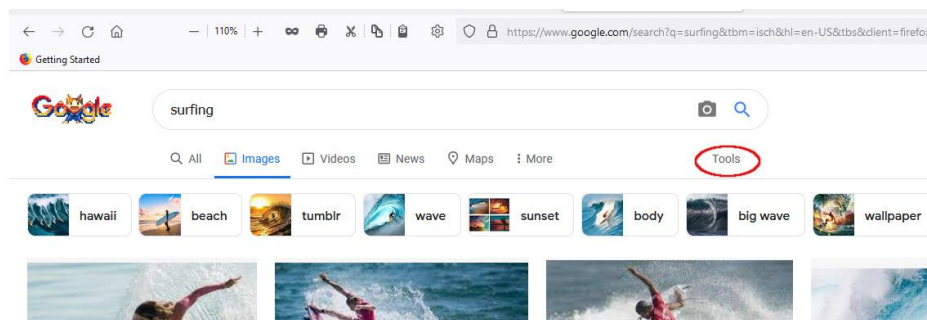 110%
https://www.google.com/search?q=surfing&tbm=isch&hl=en-US&tbs&client=firefox
Getting Started
Google
surfing
All Images Videos News Maps More Tools
hawaii beach tumblr wave sunset body big wave wallpaper